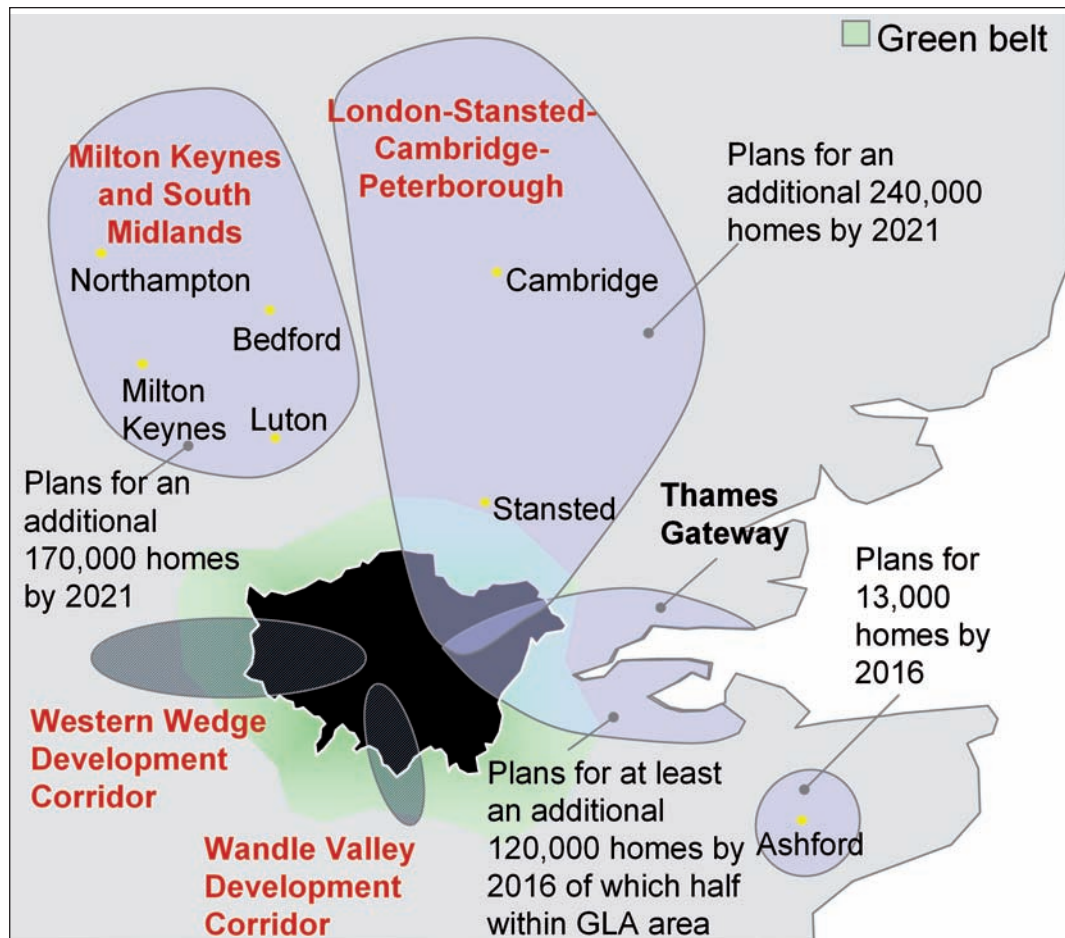 Green belt
London-Stansted-
Cambridge-
Peterborough
Milton Keynes
and South
Midlands
Plans for an
additional 240,000
homes by 2021
Northampton
Cambridge
Bedford
Milton
Keynes
Luton
Plans for an
additional
170,000 homes
by 2021
Stansted
Thames
Gateway
Plans for
13,000
homes by
2016
Western Wedge
Development
Corridor
Wandle Valley
Development
Corridor
Plans for at least
an additional
120,000 homes by
2016 of which half
within GLA area
Ashford